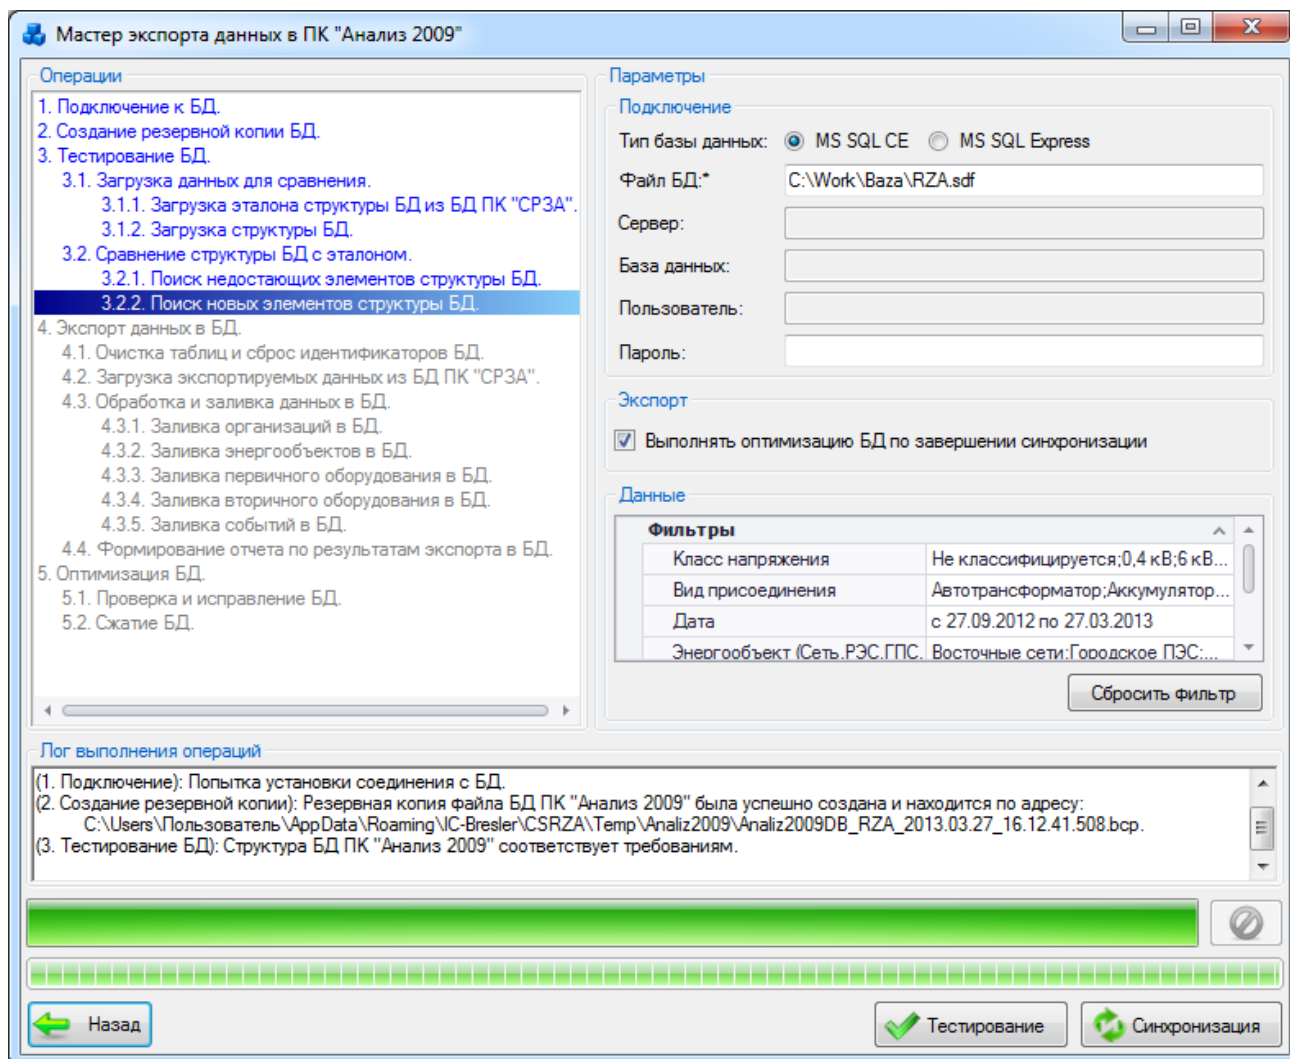 Мастер экспорта данных в ПК "Анализ 2009"
Операции
1. Подключение к БД.
2. Создание резервной копии БД.
3. Тестирование БД.
3.1. Загрузка данных для сравнения.
3.1.1. Загрузка эталона структуры БД из БД ПК "СРЗА".
3.1.2. Загрузка структуры БД.
3.2. Сравнение структуры БД с эталоном.
3.2.1. Поиск недостающих элементов структуры БД.
3.2.2. Поиск новых элементов структуры БД.
4. Экспорт данных в БД.
4.1. Очистка таблиц и сброс идентификаторов БД.
4.2. Загрузка экспортируемых данных из БД ПК "СРЗА".
4.3. Обработка и заливка данных в БД.
4.3.1. Заливка организаций в БД.
4.3.2. Заливка энергообъектов в БД.
4.3.3. Заливка первичного оборудования в БД.
4.3.4. Заливка вторичного оборудования в БД.
4.3.5. Заливка событий в БД.
4.4. Формирование отчета по результатам экспорта в БД.
5. Оптимизация БД.
5.1. Проверка и исправление БД.
5.2. Сжатие БД.
Параметры
Подключение
Тип базы данных: MS SQL CE MS SQL Express
Файл БД:* C:\Work\Baza\RZA.sdf
Сервер:
База данных:
Пользователь:
Пароль:
Экспорт
Выполнять оптимизацию БД по завершении синхронизации
Данные
Фильтры
Класс напряжения Не классифицируется;0,4 кВ;6 кВ...
Вид присоединения Автотрансформатор;Аккумулятор...
Дата с 27.09.2012 по 27.03.2013
Энергообъект (Сеть.РЭС.ГПС. Восточные сети;Городское ПЭС;...
Сбросить фильтр
Лог выполнения операций
(1. Подключение): Попытка установки соединения с БД.
(2. Создание резервной копии): Резервная копия файла БД ПК "Анализ 2009" была успешно создана и находится по адресу:
C:\Users\Пользователь\AppData\Roaming\IC-Bresler\CSRZA\Temp\Analiz2009\Analiz2009DB_RZA_2013.03.27_16.12.41.508.bcp.
(3. Тестирование БД): Структура БД ПК "Анализ 2009" соответствует требованиям.
Назад
Тестирование
Синхронизация